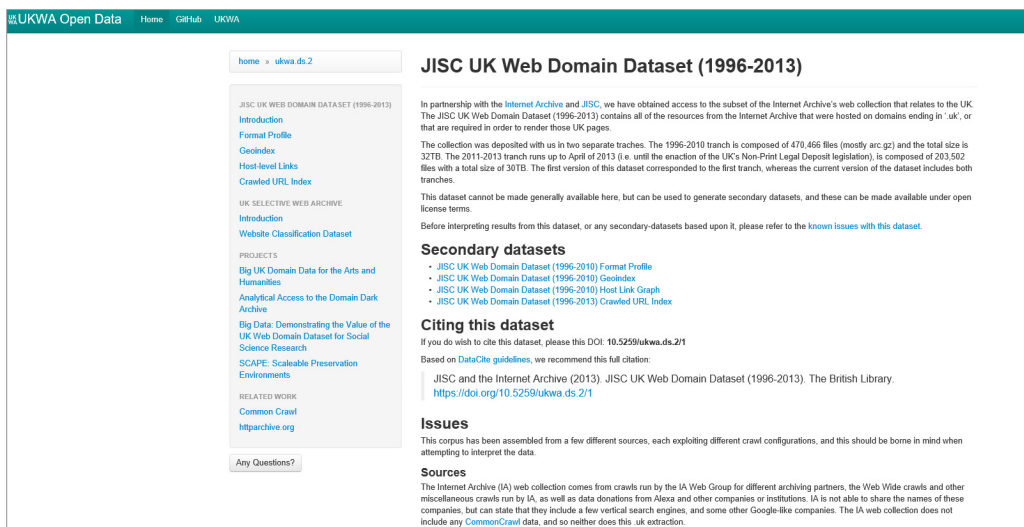 UK WA UKWA Open Data Home GitHub UKWA
home » ukwa.ds.2
JISC UK WEB DOMAIN DATASET (1996-2013)
Introduction
Format Profile
Geoindex
Host-level Links
Crawled URL Index
UK SELECTIVE WEB ARCHIVE
Introduction
Website Classification Dataset
PROJECTS
Big UK Domain Data for the Arts and
Humanities
Analytical Access to the Domain Dark
Archive
Big Data: Demonstrating the Value of the
UK Web Domain Dataset for Social
Science Research
SCAPE: Scaleable Preservation
Environments
RELATED WORK
Common Crawl
httparchive.org
Any Questions?
JISC UK Web Domain Dataset (1996-2013)
In partnership with the Internet Archive and JISC, we have obtained access to the subset of the Internet Archive's web collection that relates to the UK.
The JISC UK Web Domain Dataset (1996-2013) contains all of the resources from the Internet Archive that were hosted on domains ending in '.uk', or
that are required in order to render those UK pages.
The collection was deposited with us in two separate traches. The 1996-2010 tranch is composed of 470,466 files (mostly arc.gz) and the total size is
32TB. The 2011-2013 tranch runs up to April of 2013 (i.e. until the enaction of the UK's Non-Print Legal Deposit legislation), is composed of 203,502
files with a total size of 30TB. The first version of this dataset corresponded to the first tranch, whereas the current version of the dataset includes both
tranches.
This dataset cannot be made generally available here, but can be used to generate secondary datasets, and these can be made available under open
license terms.
Before interpreting results from this dataset, or any secondary-datasets based upon it, please refer to the known issues with this dataset.
Secondary datasets
• JISC UK Web Domain Dataset (1996-2010) Format Profile
• JISC UK Web Domain Dataset (1996-2010) Geoindex
• JISC UK Web Domain Dataset (1996-2010) Host Link Graph
• JISC UK Web Domain Dataset (1996-2013) Crawled URL Index
Citing this dataset
If you do wish to cite this dataset, please this DOI: 10.5259/ukwa.ds.2/1
Based on DataCite guidelines, we recommend this full citation:
JISC and the Internet Archive (2013). JISC UK Web Domain Dataset (1996-2013). The British Library.
https://doi.org/10.5259/ukwa.ds.2/1
Issues
This corpus has been assembled from a few different sources, each exploiting different crawl configurations, and this should be borne in mind when
attempting to interpret the data.
Sources
The Internet Archive (IA) web collection comes from crawls run by the IA Web Group for different archiving partners, the Web Wide crawls and other
miscellaneous crawls run by IA, as well as data donations from Alexa and other companies or institutions. IA is not able to share the names of these
companies, but can state that they include a few vertical search engines, and some other Google-like companies. The IA web collection does not
include any CommonCrawl data, and so neither does this .uk extraction.